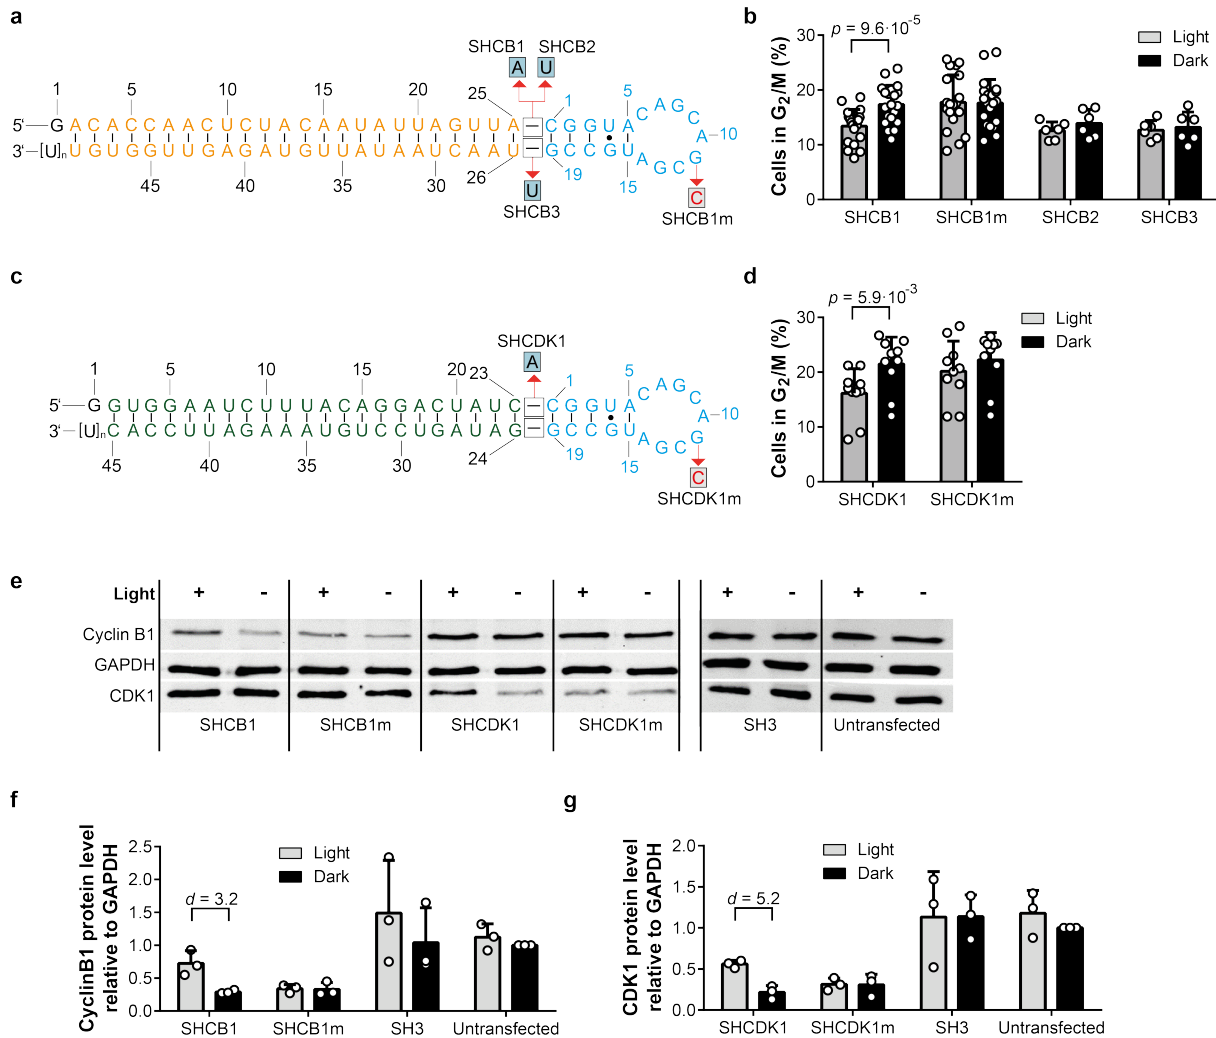 a
SHCB1 SHCB2
A U
1 5 10 15 20 25 1 5
5' G A C A C C A A C U C U A C A A U A U U A G U U A – C G G U A C A G C A 10
3' [U]n U G U G G U U G A G A U G U U A U A A U C A A U – G C C G U A G C G
45 40 35 30 26 19 15
U C
SHCB3 SHCB1m
b
Cells in G2/M (%)
p = 9.6·10-5
Light
Dark
30
20
10
0
SHCB1 SHCB1m SHCB2 SHCB3
c
SHCDK1
A
1 5 10 15 20 23 1 5
5' G G U G G A A U C U U U A C A G G A C U A U C – C G G U A C A G C A 10
3' [U]n C A C C U U A G A A A U G U C C U G A U A G – G C C G U A G C G
45 40 35 30 24 19 15
C
SHCDK1m
d
Cells in G2/M (%)
p = 5.9·10-3
Light
Dark
30
20
10
0
SHCDK1 SHCDK1m
e
Light + - + - + - + - + - + -
Cyclin B1
GAPDH
CDK1
SHCB1 SHCB1m SHCDK1 SHCDK1m SH3 Untransfected
f
CyclinB1 protein level
relative to GAPDH
2.5
2.0
1.5
1.0
0.5
0.0
Light
Dark
d = 3.2
SHCB1 SHCB1m SH3 Untransfected
g
CDK1 protein level
relative to GAPDH
2.0
1.5
1.0
0.5
0.0
Light
Dark
d = 5.2
SHCDK1 SHCDK1m SH3 Untransfected